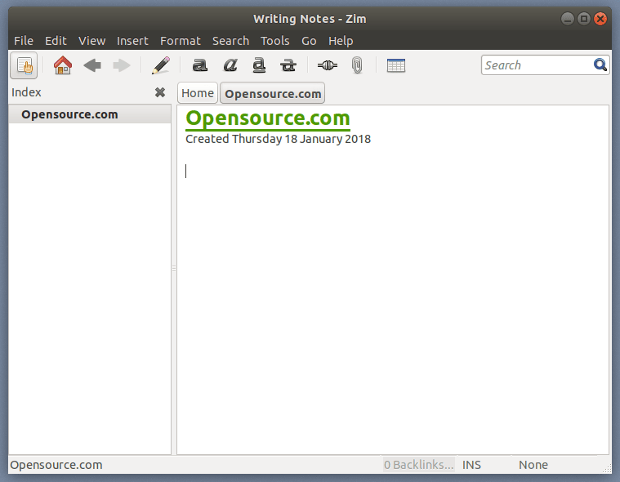 Writing Notes - Zim
File Edit View Insert Format Search Tools Go Help
a a a a Search
Index
Home Opensource.com
Opensource.com
Opensource.com
Created Thursday 18 January 2018
Opensource.com 0 Backlinks... INS None